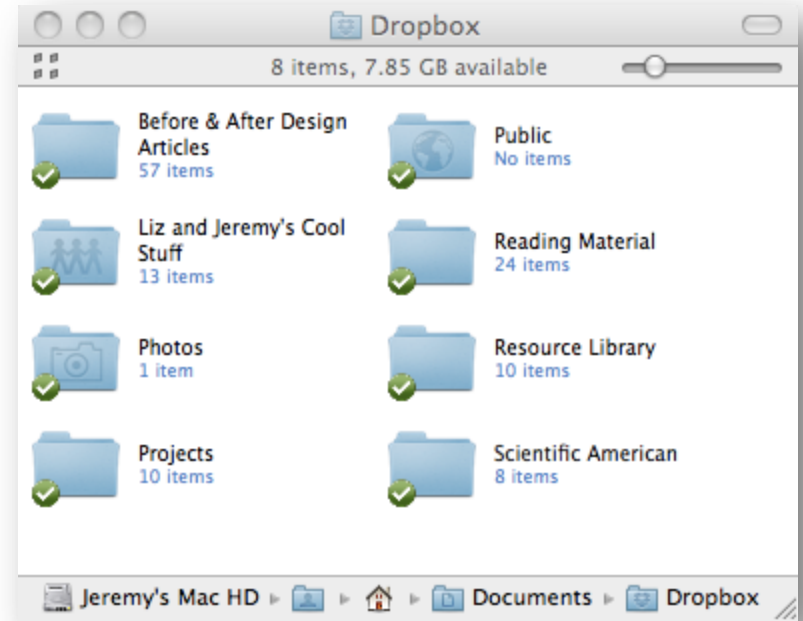 Dropbox
8 items, 7.85 GB available
Before & After Design
Articles
57 items
Public
No items
Liz and Jeremy's Cool
Stuff
13 items
Reading Material
24 items
Photos
1 item
Resource Library
10 items
Projects
10 items
Scientific American
8 items
Jeremy's Mac HD Documents Dropbox